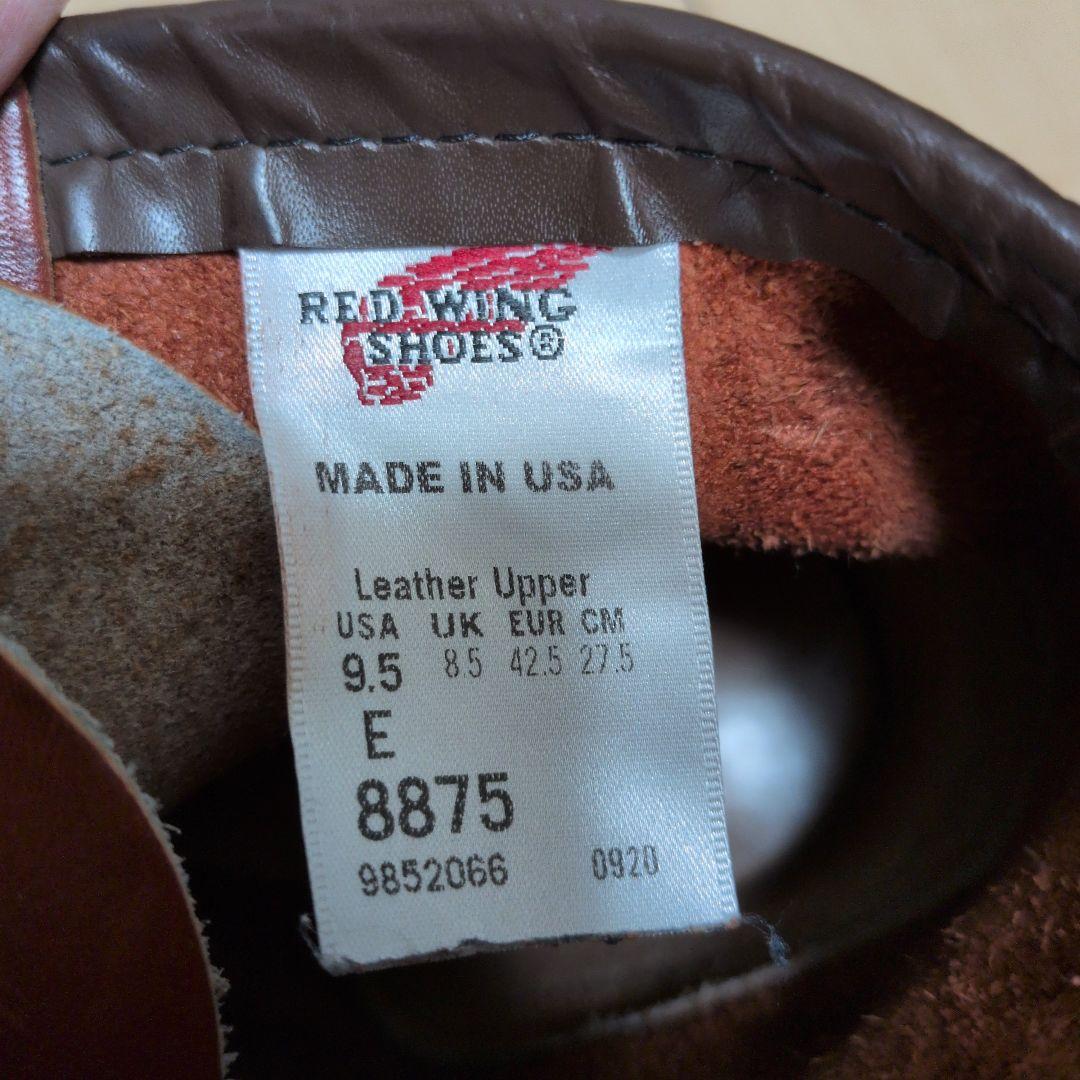 RED WING
SHOES®
MADE IN USA
Leather Upper
USA UK EUR CM
9.5 8.5 42.5 27.5
E
8875
9852066 0920